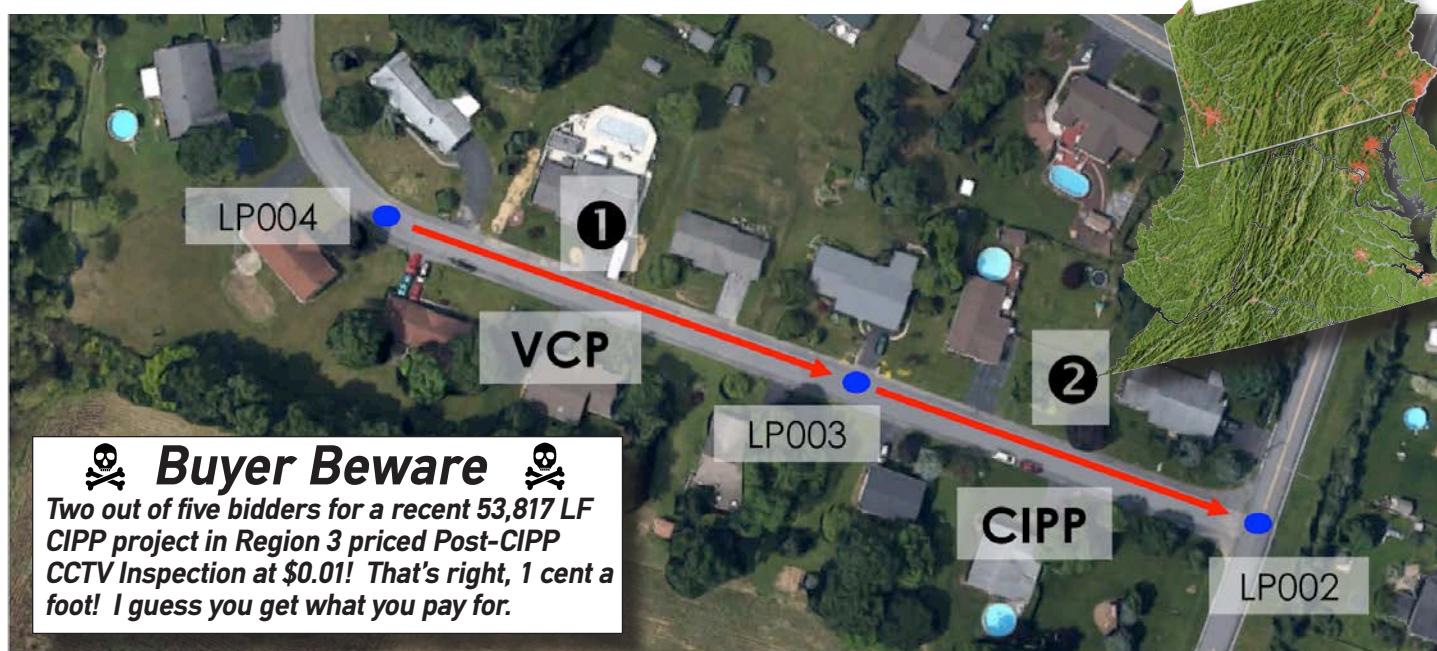 LP004
1
VCP
LP003
2
CIPP
LP002
Buyer Beware
Two out of five bidders for a recent 53,817 LF
CIPP project in Region 3 priced Post-CIPP
CCTV Inspection at $0.01! That's right, 1 cent a
foot! I guess you get what you pay for.